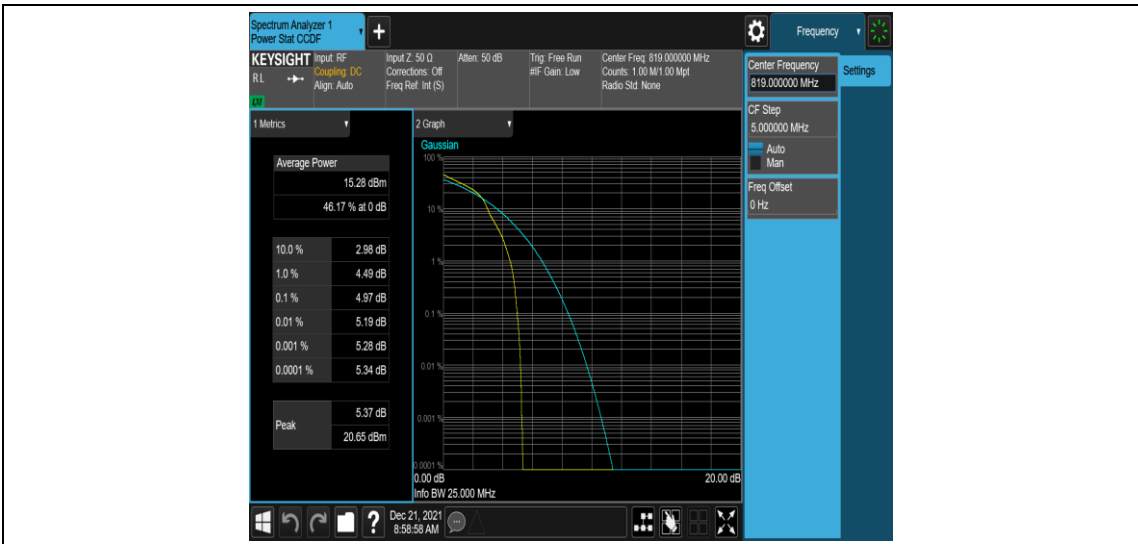 Spectrum Analyzer 1
Power Stat CCDF
+
Frequency
KEYSIGHT
RL
LXI
Input: RF
Coupling: DC
Align: Auto
Input Z: 50 Ω
Corrections: Off
Freq Ref: Int (S)
Atten: 50 dB
Trig: Free Run
#IF Gain: Low
Center Freq: 819.000000 MHz
Counts: 1.00 M/1.00 Mpt
Radio Std: None
Center Frequency
819.000000 MHz
Settings
CF Step
5.000000 MHz
Auto
Man
Freq Offset
0 Hz
1 Metrics
Average Power
15.28 dBm
46.17 % at 0 dB
10.0 % 2.98 dB
1.0 % 4.49 dB
0.1 % 4.97 dB
0.01 % 5.19 dB
0.001 % 5.28 dB
0.0001 % 5.34 dB
Peak
5.37 dB
20.65 dBm
2 Graph
Gaussian
100 %
10 %
1 %
0.1 %
0.01 %
0.001 %
0.0001 %
0.00 dB 20.00 dB
Info BW 25.000 MHz
?
Dec 21, 2021
8:58:58 AM